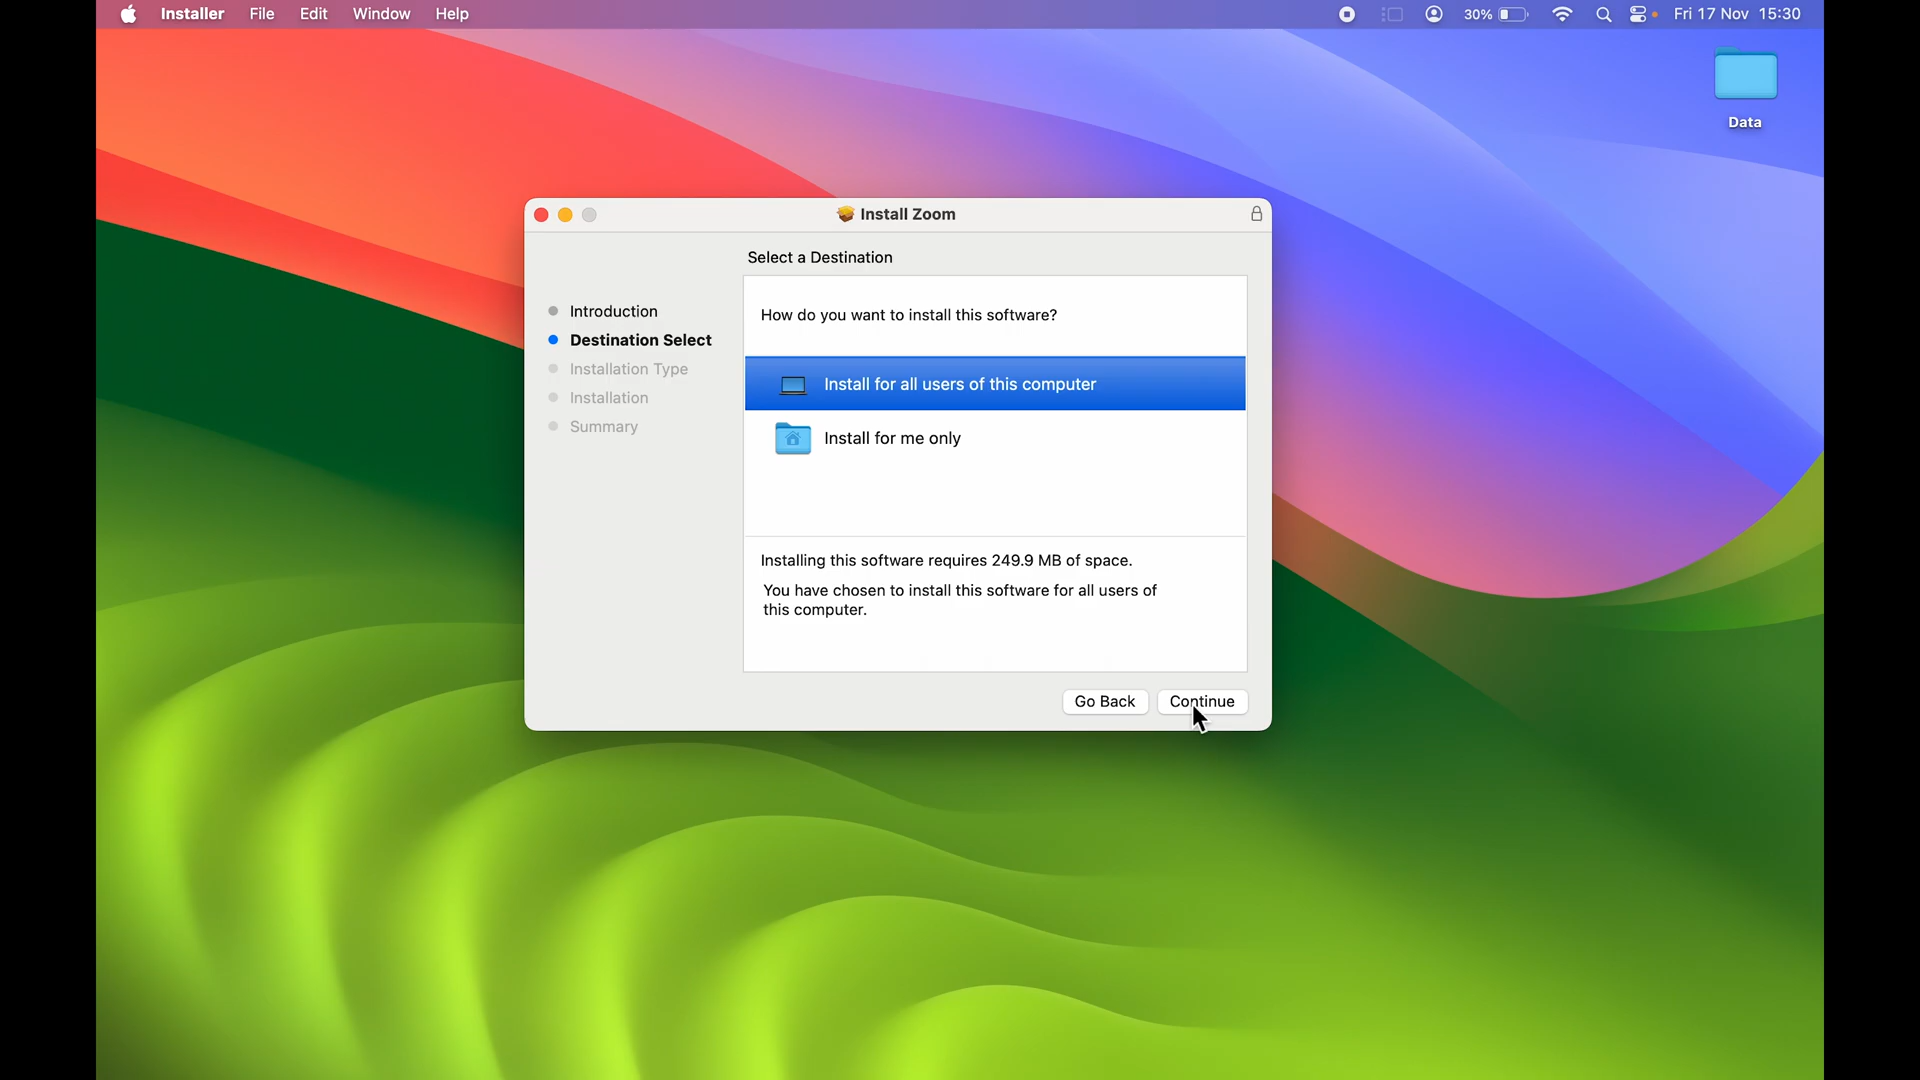 Installer File Edit Window Help 30% Fri 17 Nov 15:30
Data
Install Zoom
Select a Destination
Introduction
Destination Select
Installation Type
Installation
Summary
How do you want to install this software?
Install for all users of this computer
Install for me only
Installing this software requires 249.9 MB of space.
You have chosen to install this software for all users of
this computer.
Go Back Continue